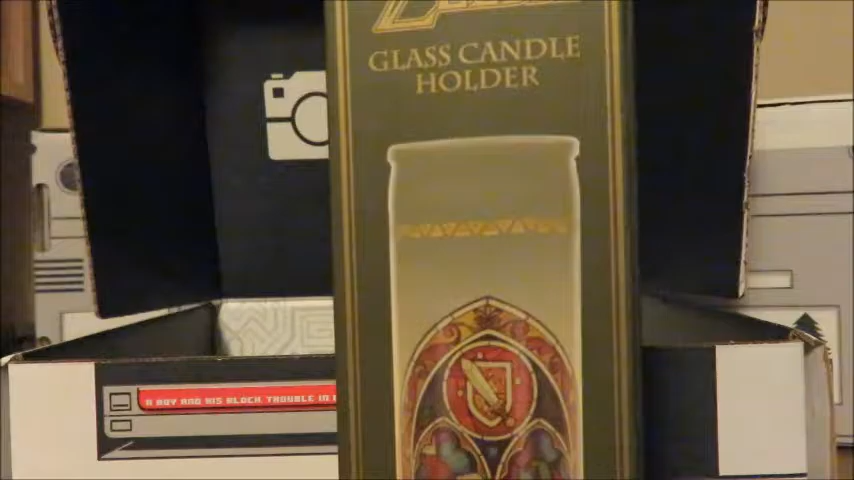 GLASS CANDLE
HOLDER
A BOY AND HIS BLOCK, TROUBLE IN